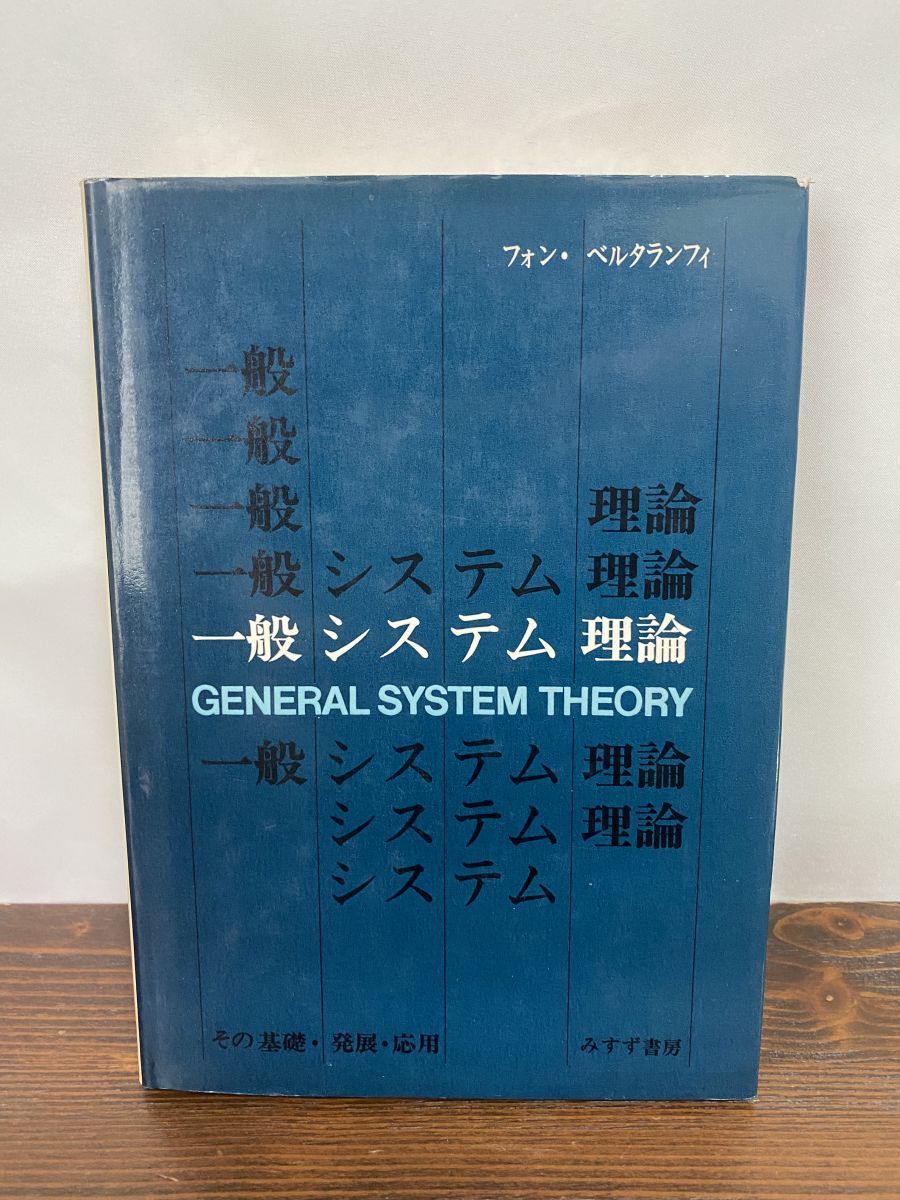 フォン・ベルタランフィ
一般
一般
一般 理論
一般 システム 理論
一般 システム 理論
GENERAL SYSTEM THEORY
一般 システム 理論
システム 理論
システム
その基礎・発展・応用 みすず書房